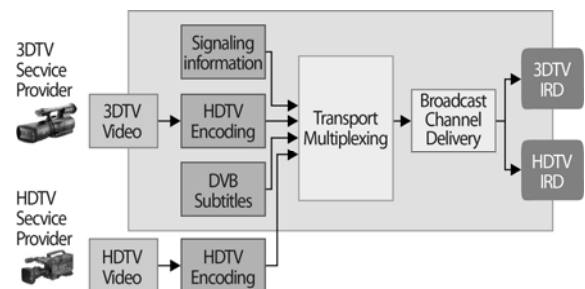 3DTV
Secvice
Provider
3DTV
Video
Signaling
information
HDTV
Encoding
DVB
Subtitles
Transport
Multiplexing
Broadcast
Channel
Delivery
3DTV
IRD
HDTV
IRD
HDTV
Service
Provider
HDTV
Video
HDTV
Encoding